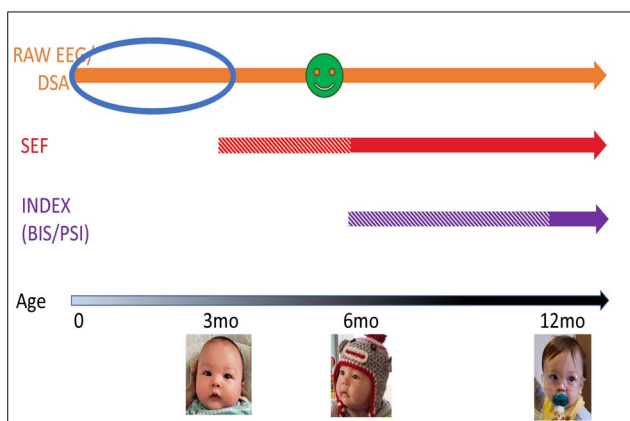 RAW EEG/
DSA
SEF
INDEX
(BIS/PSI)
Age
0 3mo 6mo 12mo